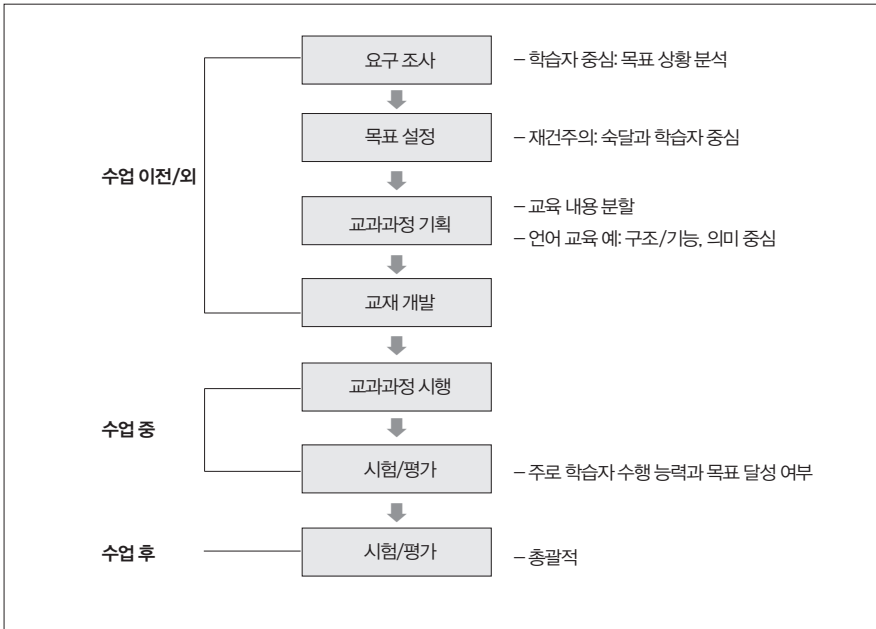 요구 조사
– 학습자 중심: 목표 상황 분석
목표 설정
– 재건주의: 숙달과 학습자 중심
수업 이전/외
교과과정 기획
– 교육 내용 분할
– 언어 교육 예: 구조/기능, 의미 중심
교재 개발
교과과정 시행
수업 중
시험/평가
– 주로 학습자 수행 능력과 목표 달성 여부
수업 후
시험/평가
– 총괄적